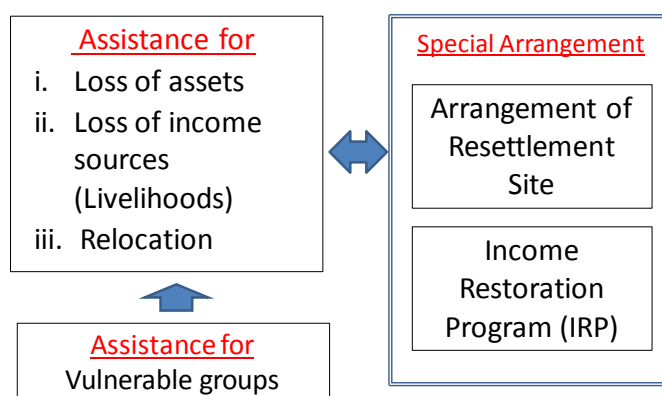 Assistance for
i. Loss of assets
ii. Loss of income
sources
(Livelihoods)
iii. Relocation
Assistance for
Vulnerable groups
Special Arrangement
Arrangement of
Resettlement
Site
Income
Restoration
Program (IRP)